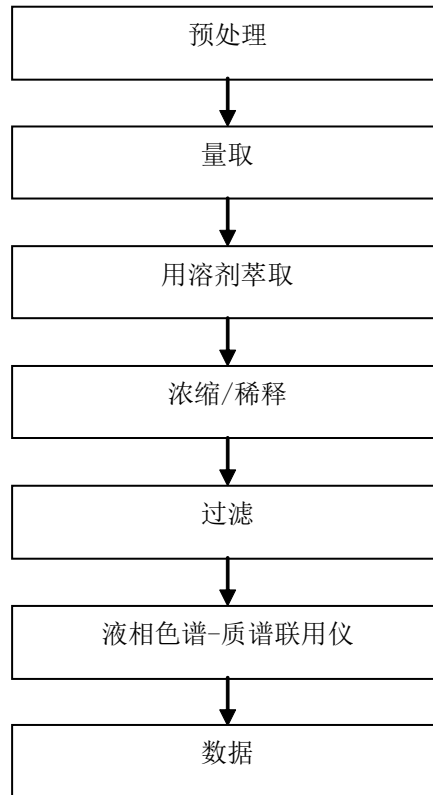 预处理
量取
用溶剂萃取
浓缩/稀释
过滤
液相色谱-质谱联用仪
数据